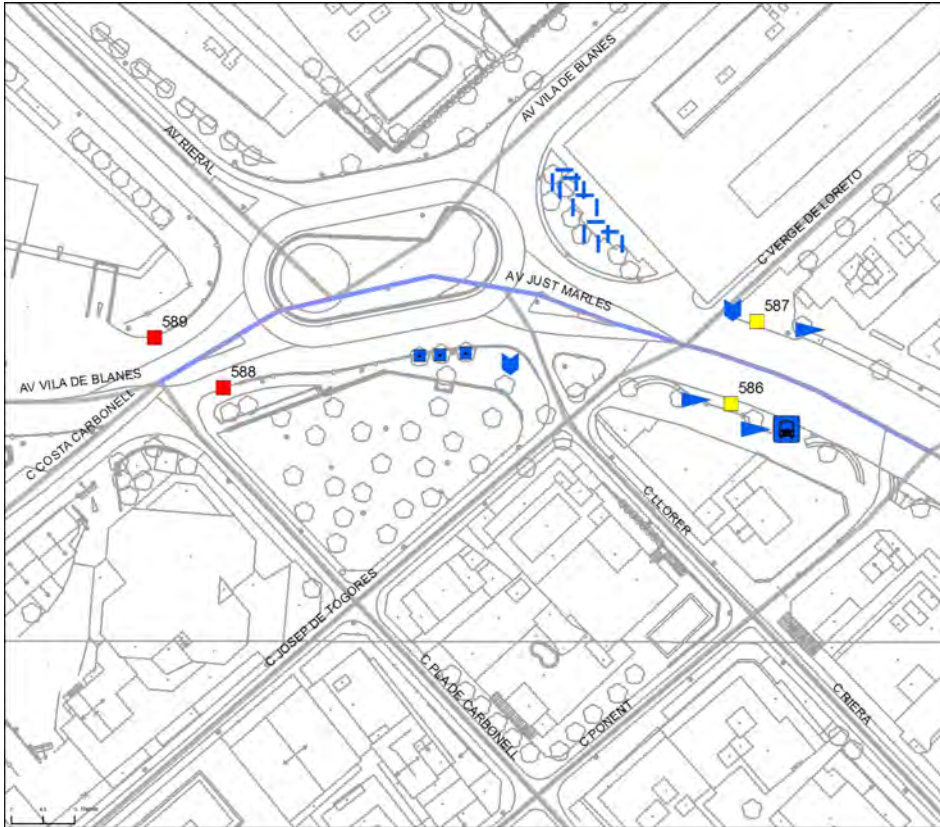 AV VILA DE BLANES
AV RIERAL
C VERGE DE LORETO
AV JUST MARLES
587
589
588
AV VILA DE BLANES
586
C COSTA CARBONELL
C LLORER
C JOSEP DE TOGORES
C PLA DE CARBONELL
C PONENT
C RIERA